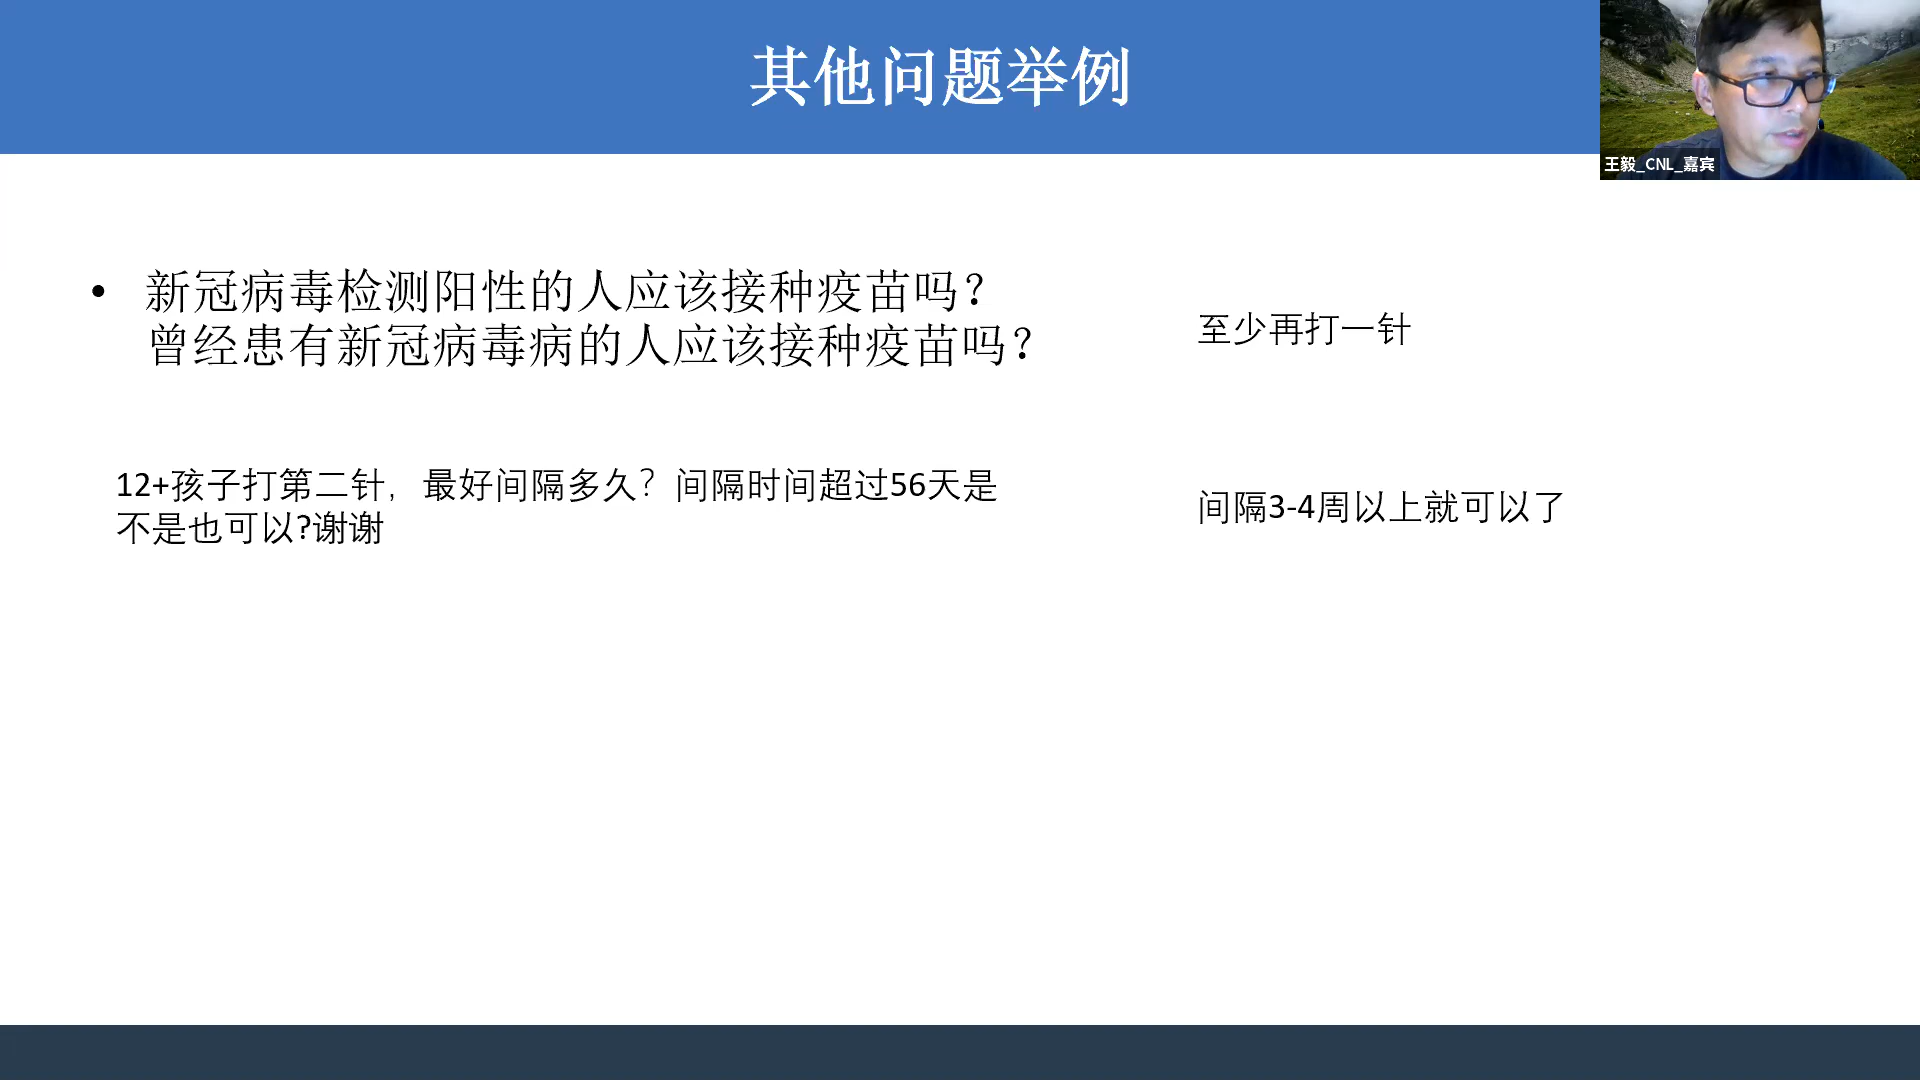 其他问题举例
王毅_CNL_嘉宾
• 新冠病毒检测阳性的人应该接种疫苗吗？
曾经患有新冠病毒病的人应该接种疫苗吗？
至少再打一针
12+孩子打第二针，最好间隔多久？间隔时间超过56天是
不是也可以?谢谢
间隔3-4周以上就可以了